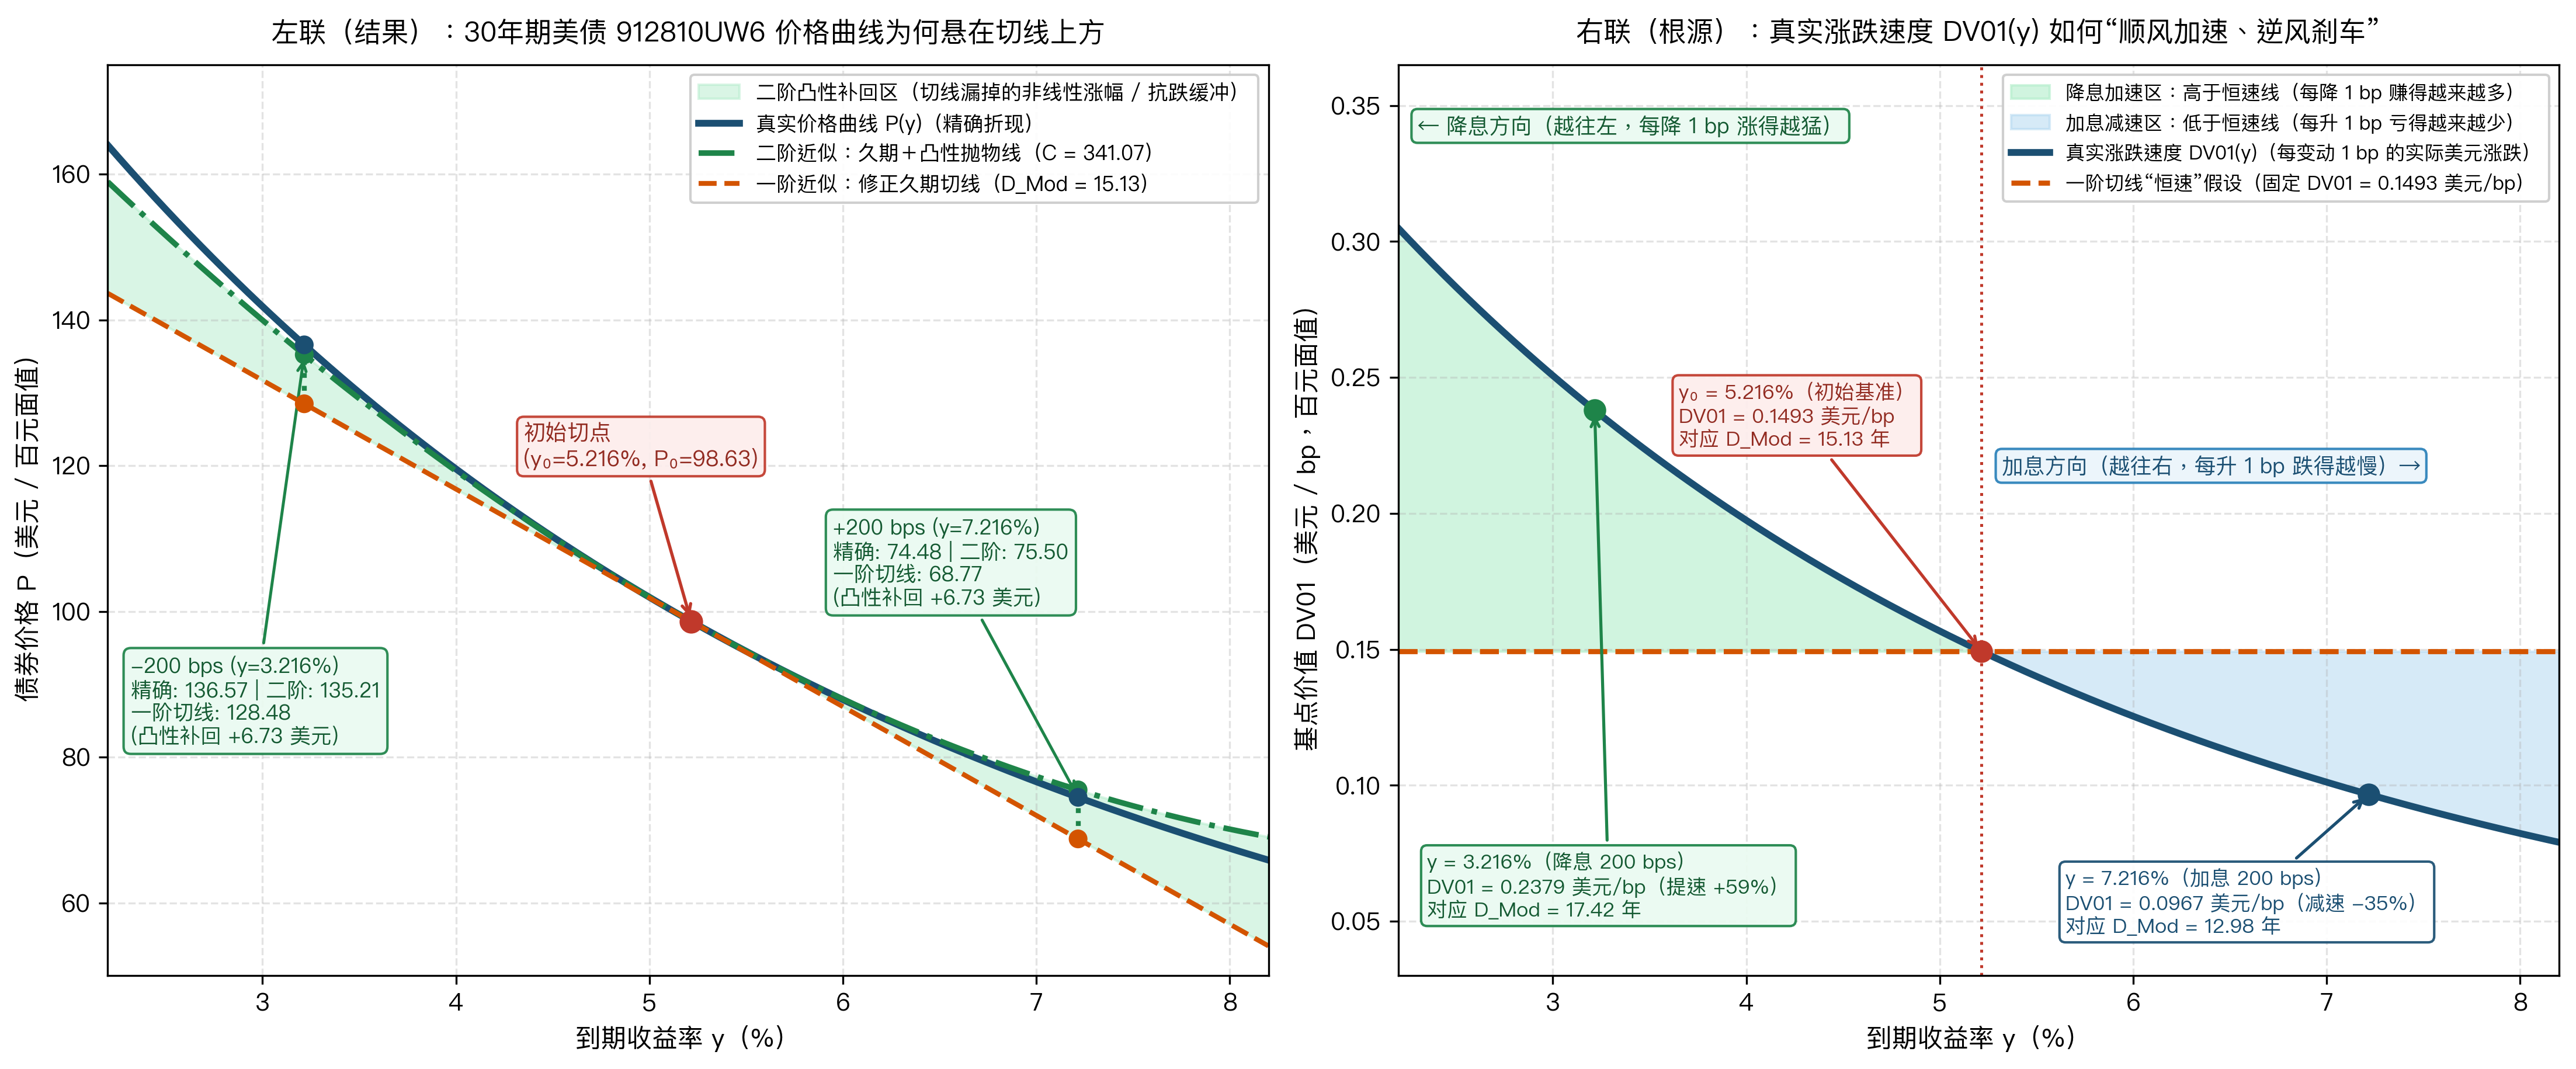 左联（结果）：30年期美债 912810UW6 价格曲线为何悬在切线上方
二阶凸性补回区（切线漏掉的非线性涨幅 / 抗跌缓冲）
真实价格曲线 P(y)（精确折现）
二阶近似：久期＋凸性抛物线（C = 341.07）
一阶近似：修正久期切线（D_Mod = 15.13）
初始切点
(y₀=5.216%, P₀=98.63)
+200 bps (y=7.216%)
精确: 74.48 | 二阶: 75.50
一阶切线: 68.77
(凸性补回 +6.73 美元)
−200 bps (y=3.216%)
精确: 136.57 | 二阶: 135.21
一阶切线: 128.48
(凸性补回 +6.73 美元)
债券价格 P（美元 / 百元面值）
160
140
120
100
80
60
3 4 5 6 7 8
到期收益率 y（%）
右联（根源）：真实涨跌速度 DV01(y) 如何“顺风加速、逆风刹车”
降息加速区：高于恒速线（每降 1 bp 赚得越来越多）
加息减速区：低于恒速线（每升 1 bp 亏得越来越少）
真实涨跌速度 DV01(y)（每变动 1 bp 的实际美元涨跌）
一阶切线“恒速”假设（固定 DV01 = 0.1493 美元/bp）
← 降息方向（越往左，每降 1 bp 涨得越猛）
y₀ = 5.216%（初始基准）
DV01 = 0.1493 美元/bp
对应 D_Mod = 15.13 年
加息方向（越往右，每升 1 bp 跌得越慢）→
y = 3.216%（降息 200 bps）
DV01 = 0.2379 美元/bp（提速 +59%）
对应 D_Mod = 17.42 年
y = 7.216%（加息 200 bps）
DV01 = 0.0967 美元/bp（减速 −35%）
对应 D_Mod = 12.98 年
基点价值 DV01（美元 / bp，百元面值）
0.35
0.30
0.25
0.20
0.15
0.10
0.05
3 4 5 6 7 8
到期收益率 y（%）